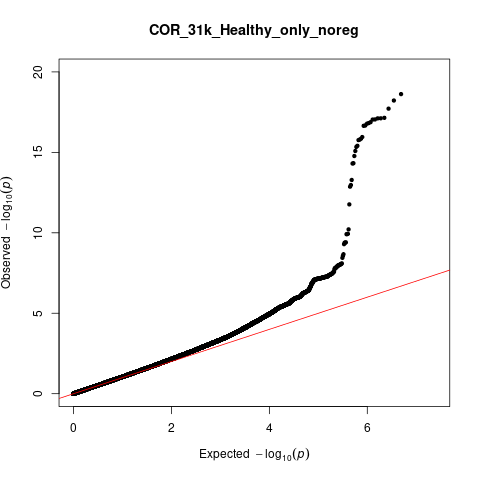 COR_31k_Healthy_only_noreg
Observed −log10(p)
20
15
10
5
0
0 2 4 6
Expected −log10(p)